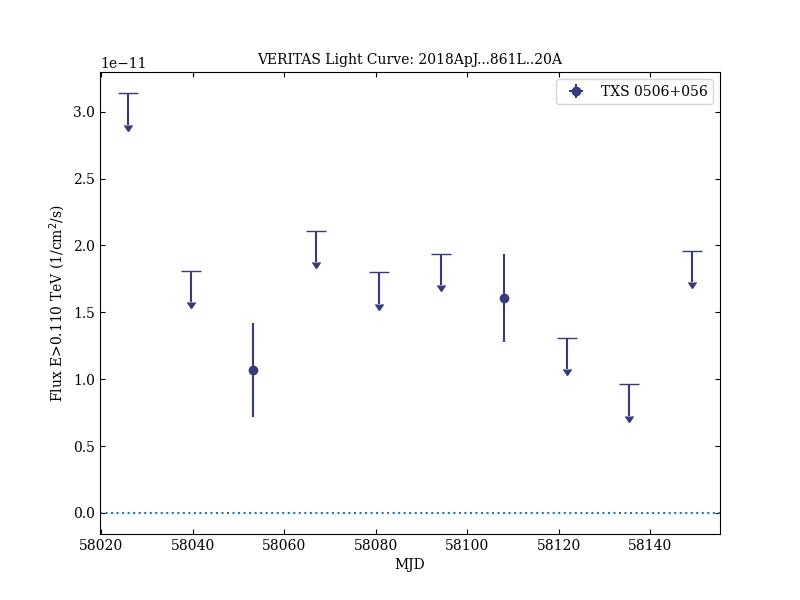 VERITAS Light Curve: 2018ApJ...861L..20A
1e−11
TXS 0506+056
3.0
2.5
2.0
1.5
1.0
0.5
0.0
Flux E>0.110 TeV (1/cm²/s)
58020 58040 58060 58080 58100 58120 58140
MJD